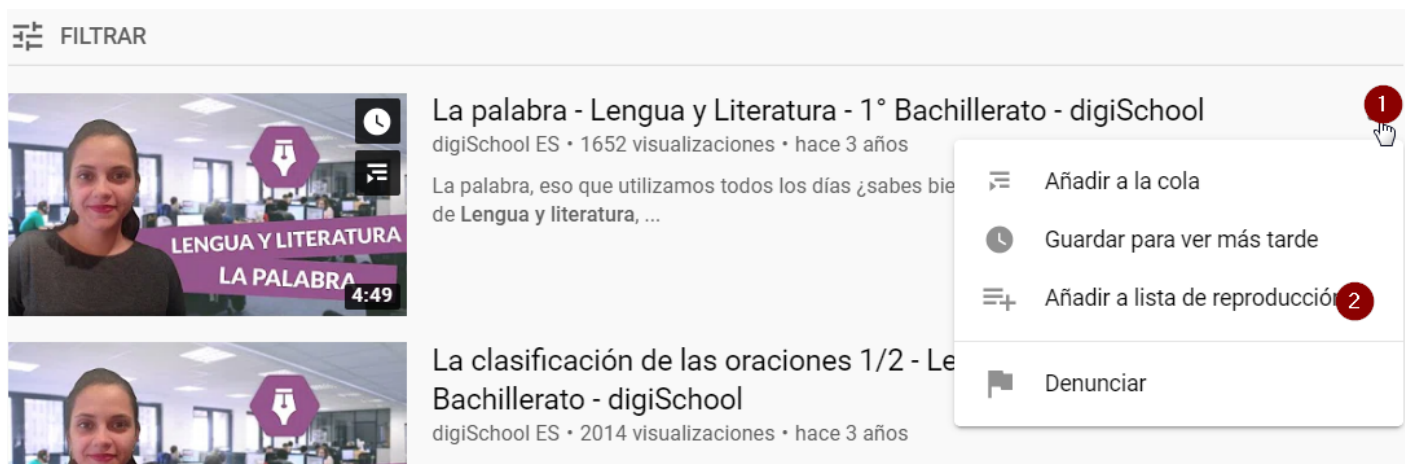 FILTRAR
La palabra - Lengua y Literatura - 1° Bachillerato - digiSchool
1
digiSchool ES • 1652 visualizaciones • hace 3 años
La palabra, eso que utilizamos todos los días ¿sabes bie
de Lengua y literatura, ...
LENGUA Y LITERATURA
LA PALABRA
4:49
Añadir a la cola
Guardar para ver más tarde
Añadir a lista de reproducción
2
Denunciar
La clasificación de las oraciones 1/2 - Le
Bachillerato - digiSchool
digiSchool ES • 2014 visualizaciones • hace 3 años